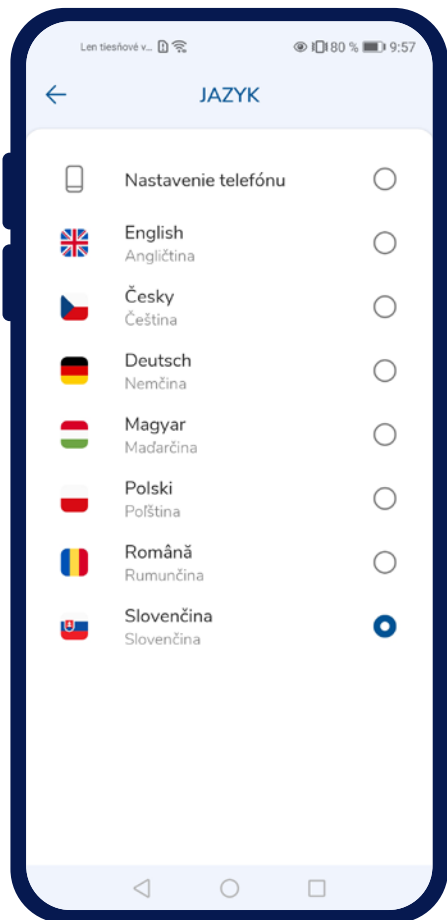 Len tiesňové v... 80 % 9:57
JAZYK
Nastavenie telefónu
English
Angličtina
Česky
Čeština
Deutsch
Nemčina
Magyar
Maďarčina
Polski
Poľština
Română
Rumunčina
Slovenčina
Slovenčina